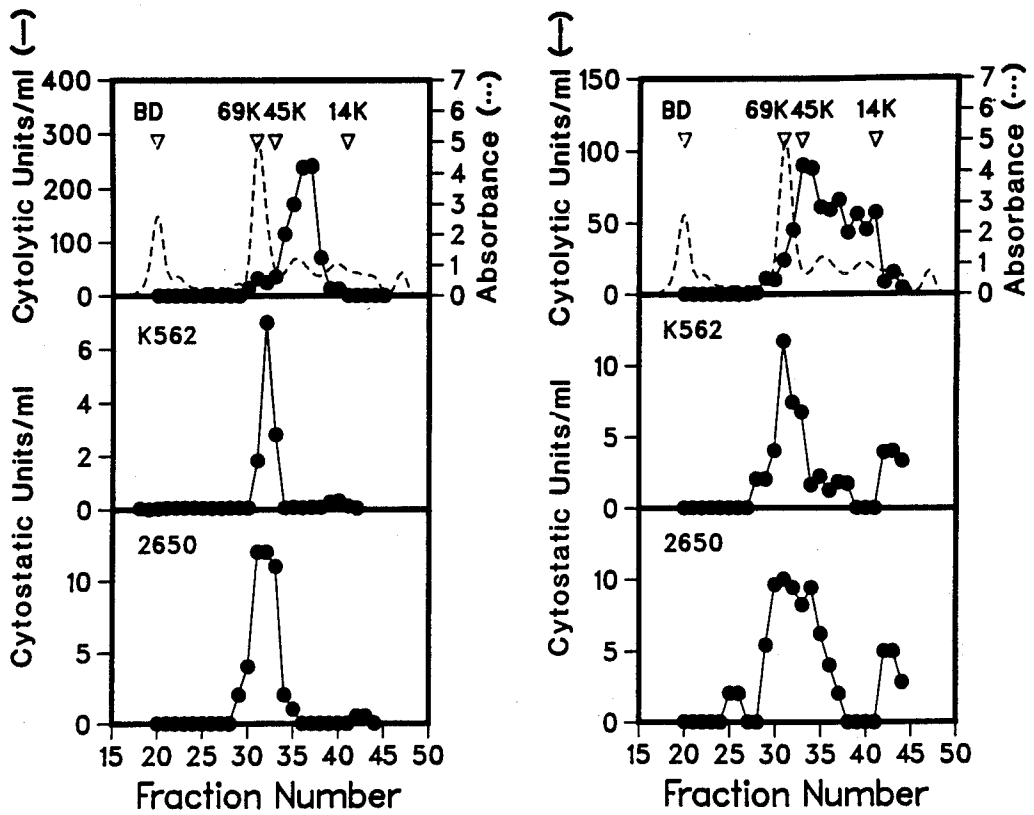 Cytolytic Units/ml (—)
400
300
200
100
0
BD
69K
45K
14K
7
6
5
4
3
2
1
0
Absorbance (...)
K562
6
4
2
0
Cytostatic Units/ml
2650
10
5
0
15 20 25 30 35 40 45 50
Fraction Number
Cytolytic Units/ml (—)
150
100
50
0
BD
69K
45K
14K
7
6
5
4
3
2
1
0
Absorbance (...)
K562
10
5
0
Cytostatic Units/ml
2650
10
5
0
15 20 25 30 35 40 45 50
Fraction Number